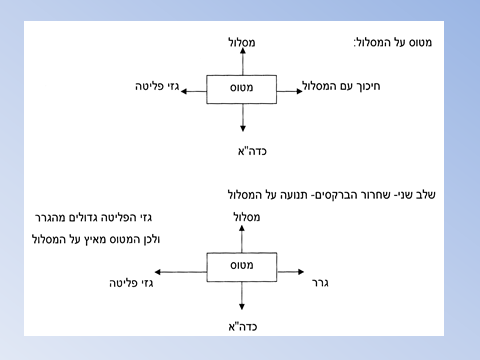 מטוס על המסלול:
מסלול
גזי פליטה
מטוס
חיכוך עם המסלול
כדה"א
שלב שני- שחרור הברקסים- תנועה על המסלול
גזי הפליטה גדולים מהגרר
ולכן המטוס מאיץ על המסלול
מסלול
מטוס
גזי פליטה
גרר
כדה"א